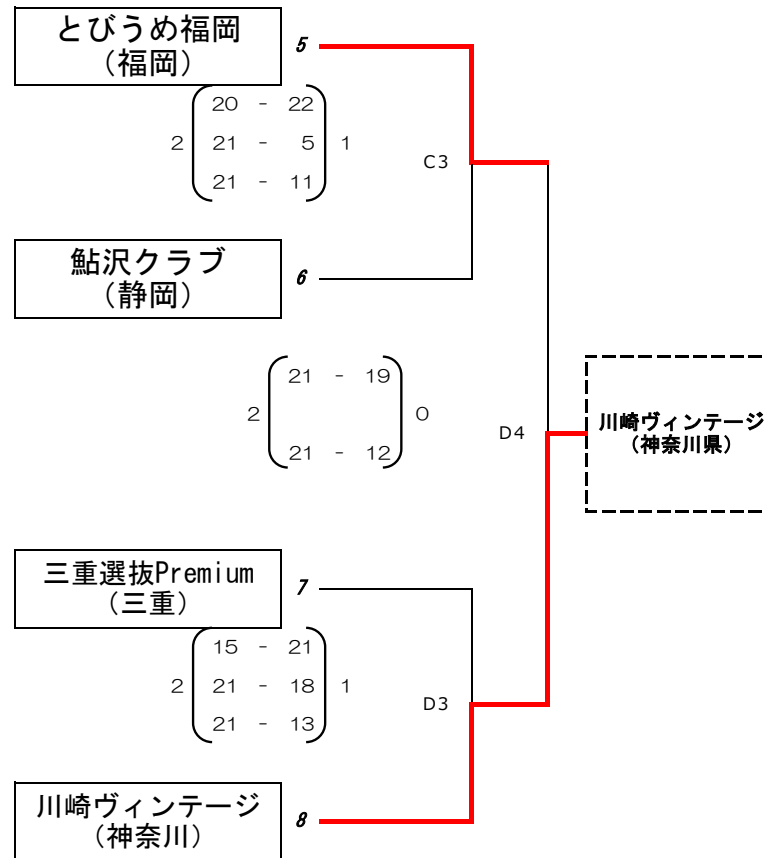 とびうめ福岡
（福岡）
5
20 - 22
2 21 - 5 1
21 - 11
C3
鮎沢クラブ
（静岡）
6
21 - 19
2 0
21 - 12
D4
川崎ヴィンテージ
（神奈川県）
三重選抜Premium
（三重）
7
15 - 21
2 21 - 18 1
21 - 13
D3
川崎ヴィンテージ
（神奈川）
8